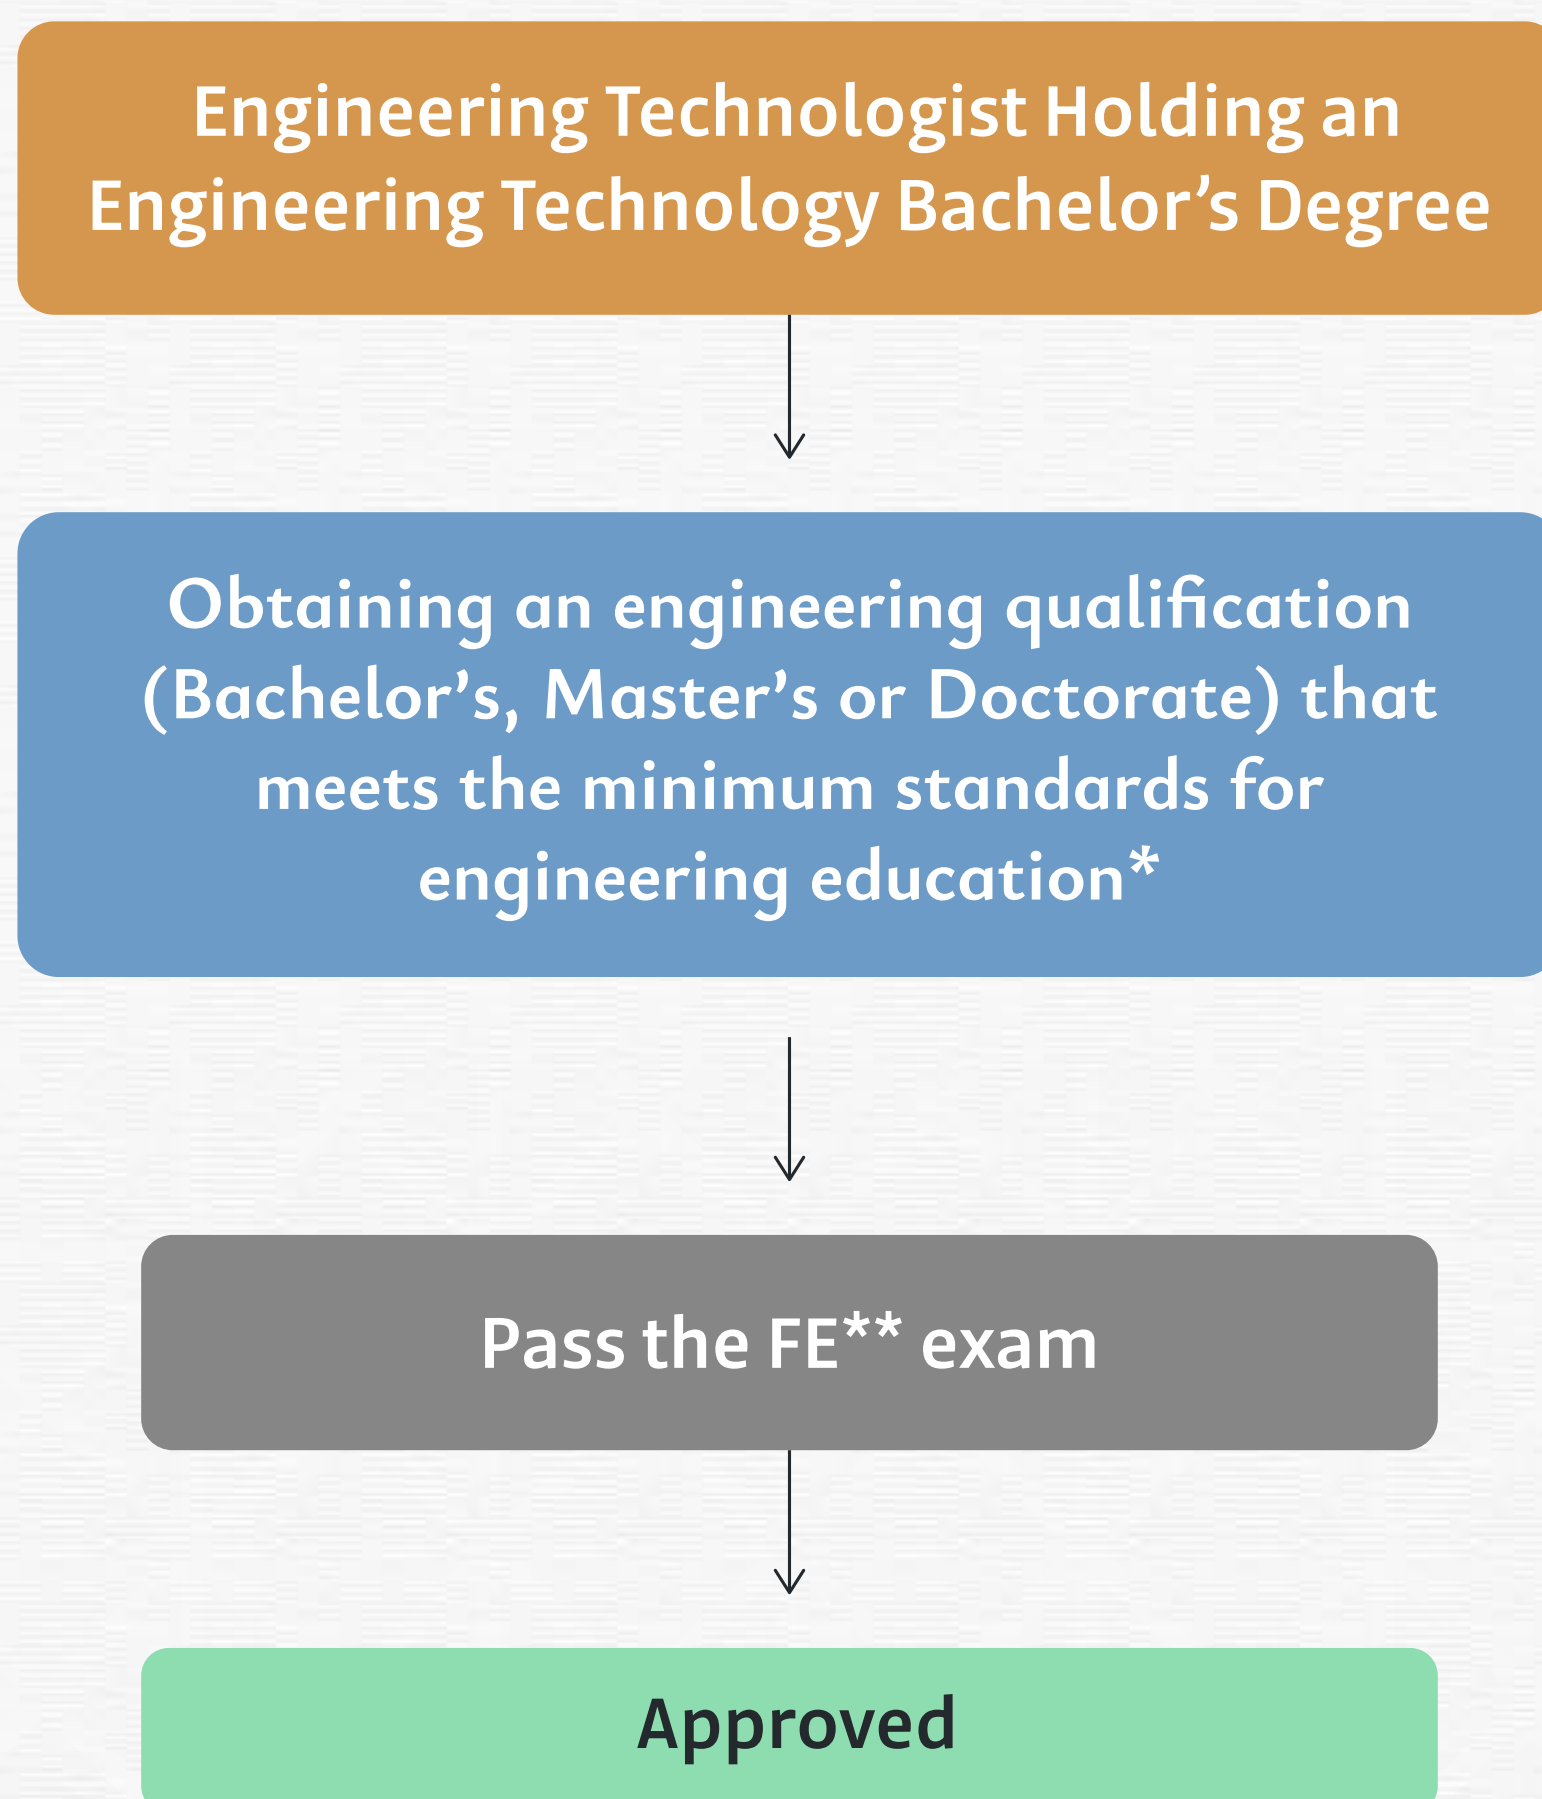 Engineering Technologist Holding an
Engineering Technology Bachelor’s Degree
Obtaining an engineering qualification
(Bachelor’s, Master’s or Doctorate) that
meets the minimum standards for
engineering education*
Pass the FE** exam
Approved